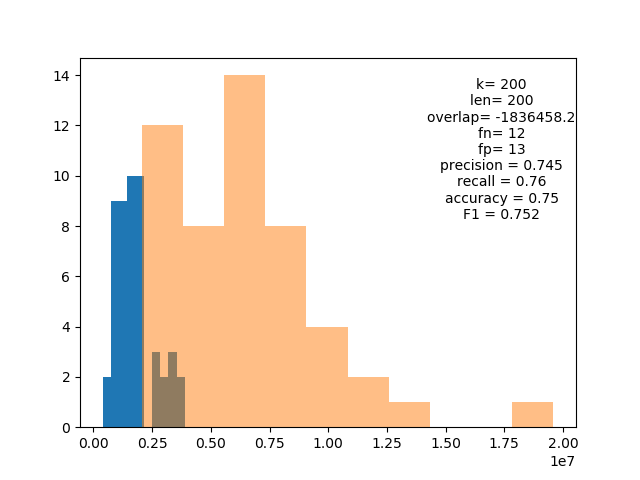 k= 200
len= 200
overlap= -1836458.2
fn= 12
fp= 13
precision = 0.745
recall = 0.76
accuracy = 0.75
F1 = 0.752
14
12
10
8
6
4
2
0
0.00 0.25 0.50 0.75 1.00 1.25 1.50 1.75 2.00
1e7